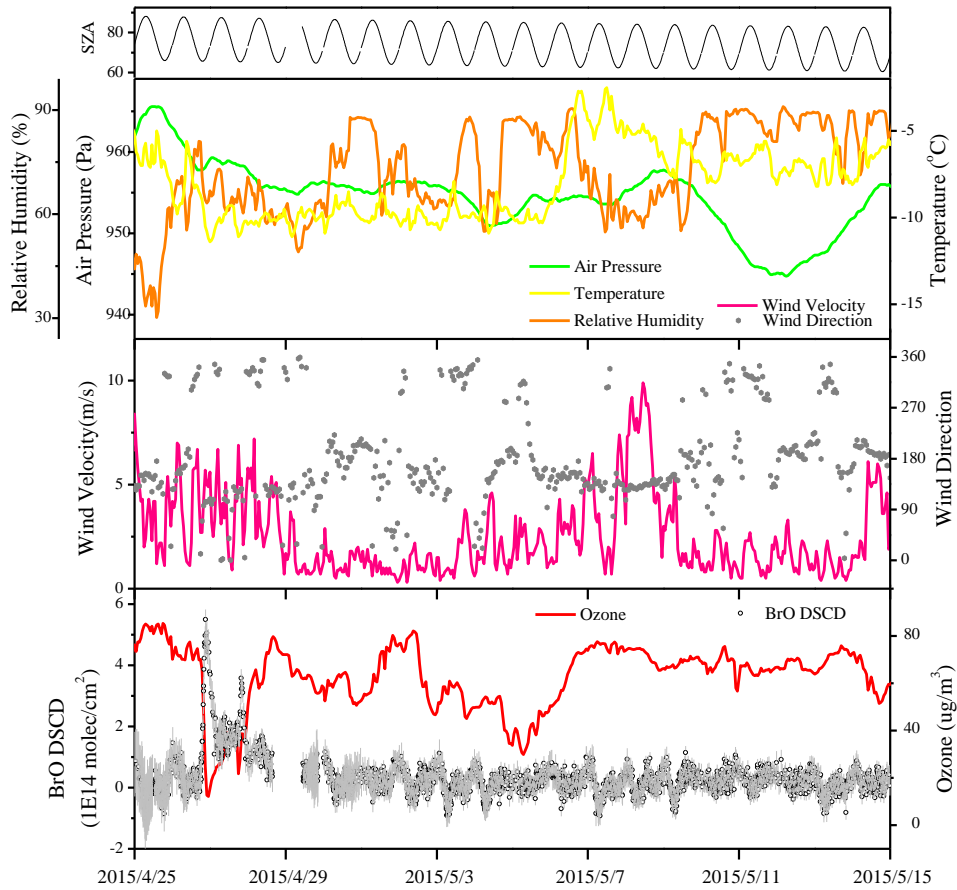 SZA
80
60
Relative Humidity (%)
90
60
30
Air Pressure (Pa)
960
950
940
Temperature (°C)
-5
-10
-15
Air Pressure
Temperature
Relative Humidity
Wind Velocity
Wind Direction
Wind Velocity(m/s)
10
5
0
Wind Direction
360
270
180
90
0
BrO DSCD
(1E14 molec/cm²)
6
4
2
0
-2
Ozone
BrO DSCD
Ozone (ug/m³)
80
40
0
2015/4/25 2015/4/29 2015/5/3 2015/5/7 2015/5/11 2015/5/15